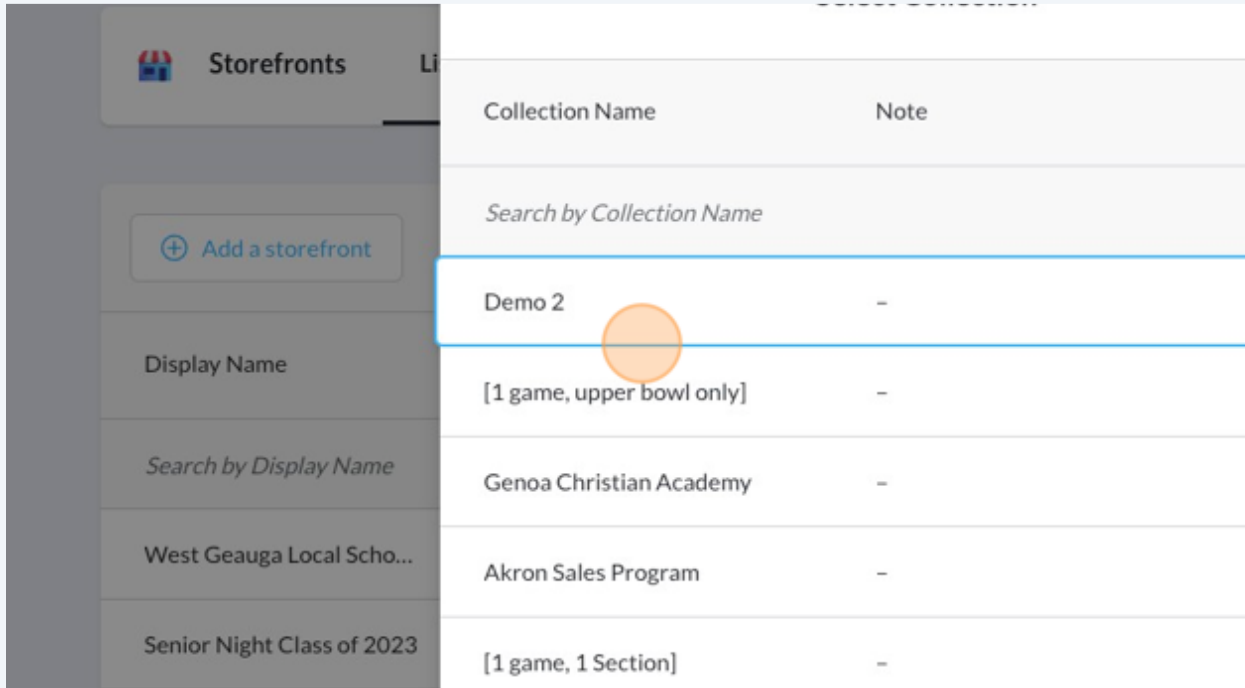 Select Collection
Storefronts
Li
Collection Name
Note
Search by Collection Name
Add a storefront
Demo 2
–
Display Name
[1 game, upper bowl only]
–
Search by Display Name
Genoa Christian Academy
–
West Geauga Local Scho...
Akron Sales Program
–
Senior Night Class of 2023
[1 game, 1 Section]
–